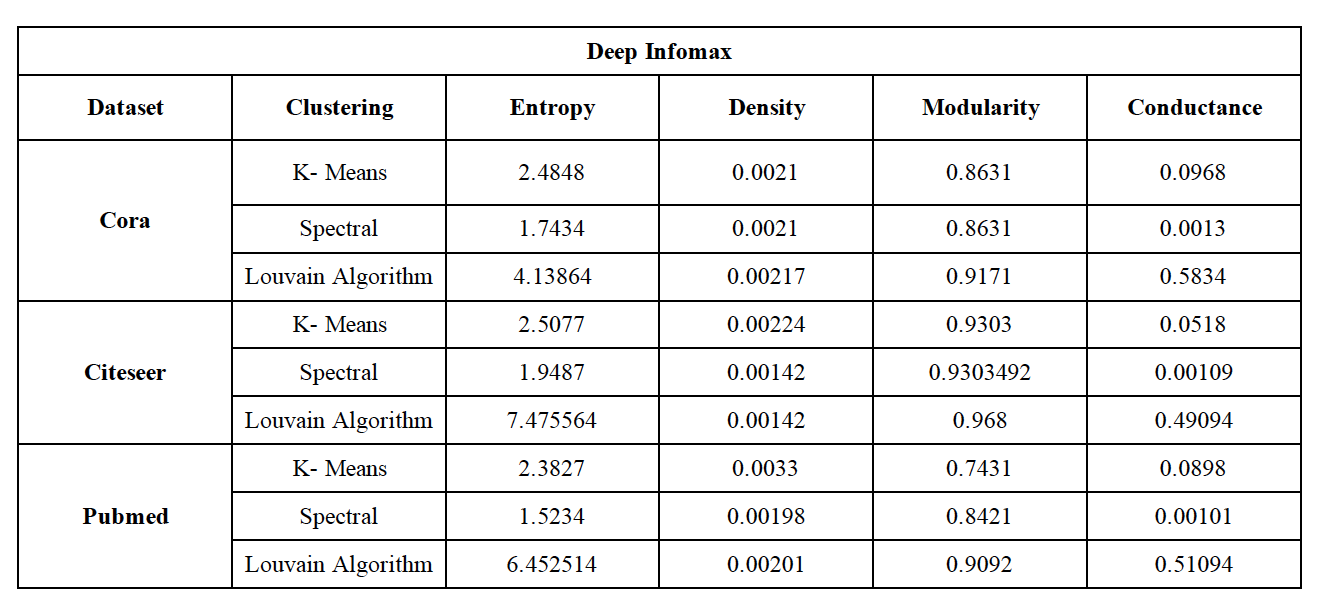 Deep Infomax
Dataset Clustering Entropy Density Modularity Conductance
Cora
K- Means 2.4848 0.0021 0.8631 0.0968
Spectral 1.7434 0.0021 0.8631 0.0013
Louvain Algorithm 4.13864 0.00217 0.9171 0.5834
Citeseer
K- Means 2.5077 0.00224 0.9303 0.0518
Spectral 1.9487 0.00142 0.9303492 0.00109
Louvain Algorithm 7.475564 0.00142 0.968 0.49094
Pubmed
K- Means 2.3827 0.0033 0.7431 0.0898
Spectral 1.5234 0.00198 0.8421 0.00101
Louvain Algorithm 6.452514 0.00201 0.9092 0.51094